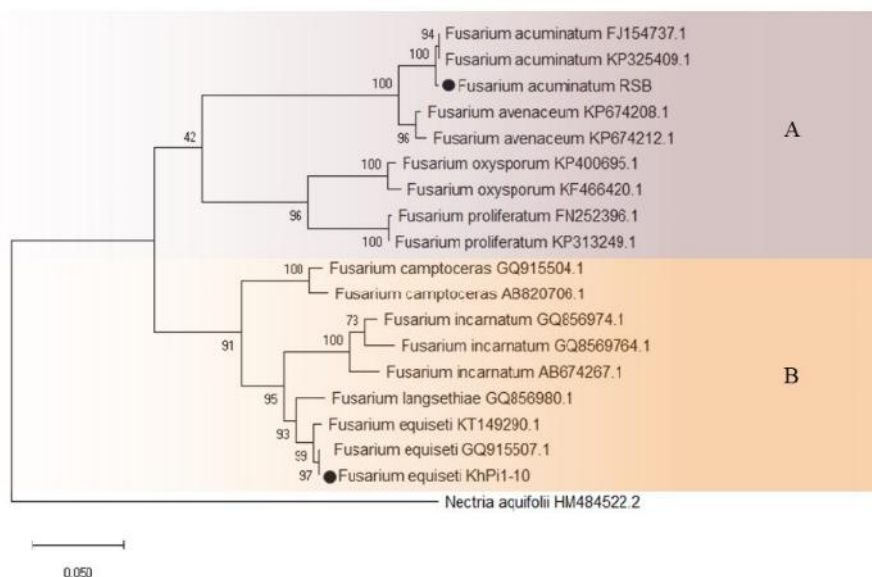 94 Fusarium acuminatum FJ154737.1
100 Fusarium acuminatum KP325409.1
Fusarium acuminatum RSB
100
Fusarium avenaceum KP674208.1
96 Fusarium avenaceum KP674212.1
A
42
100 Fusarium oxysporum KP400695.1
Fusarium oxysporum KF466420.1
96
Fusarium proliferatum FN252396.1
100 Fusarium proliferatum KP313249.1
100 Fusarium camptoceras GQ915504.1
Fusarium camptoceras AB820706.1
91
73 Fusarium incarnatum GQ856974.1
100 Fusarium incarnatum GQ8569764.1
Fusarium incarnatum AB674267.1
B
95
Fusarium langsethiae GQ856980.1
93
Fusarium equiseti KT149290.1
99 Fusarium equiseti GQ915507.1
97 Fusarium equiseti KhPi1-10
Nectria aquifolii HM484522.2
0.050